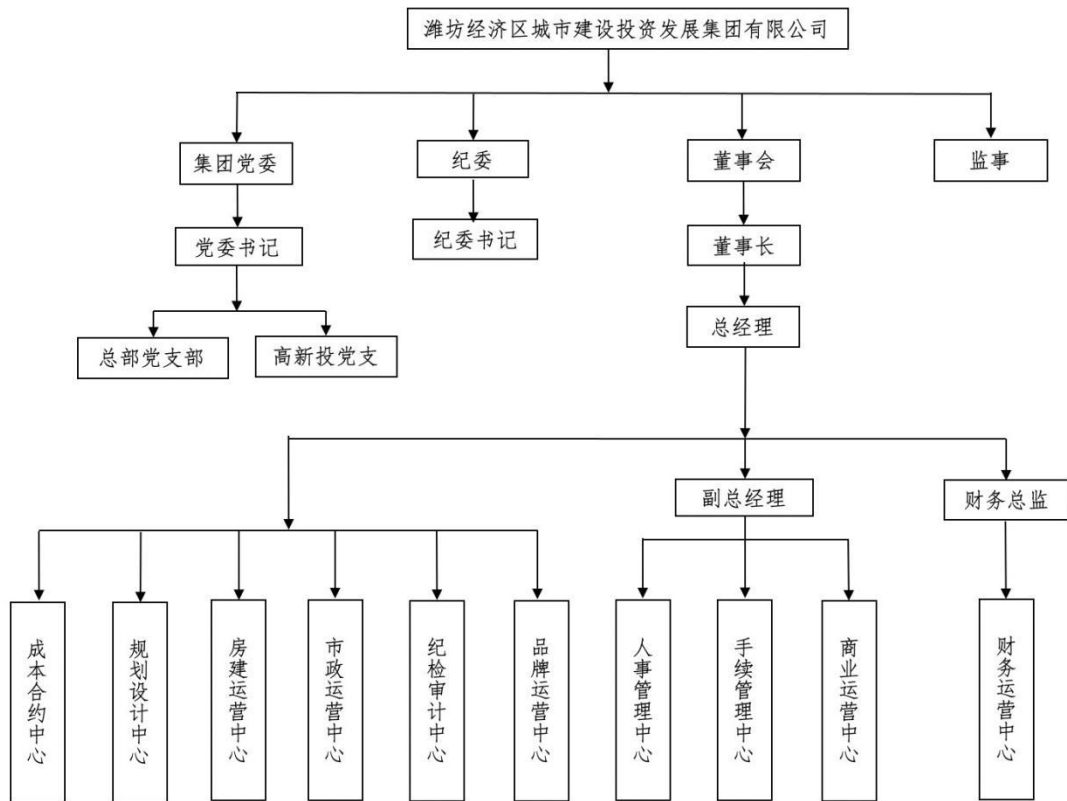 潍坊经济区城市建设投资发展集团有限公司
集团党委
纪委
董事会
监事
党委书记
纪委书记
董事长
总经理
总部党支部
高新投党支
副总经理
财务总监
成本合约中心
规划设计中心
房建运营中心
市政运营中心
纪检审计中心
品牌运营中心
人事管理中心
手续管理中心
商业运营中心
财务运营中心